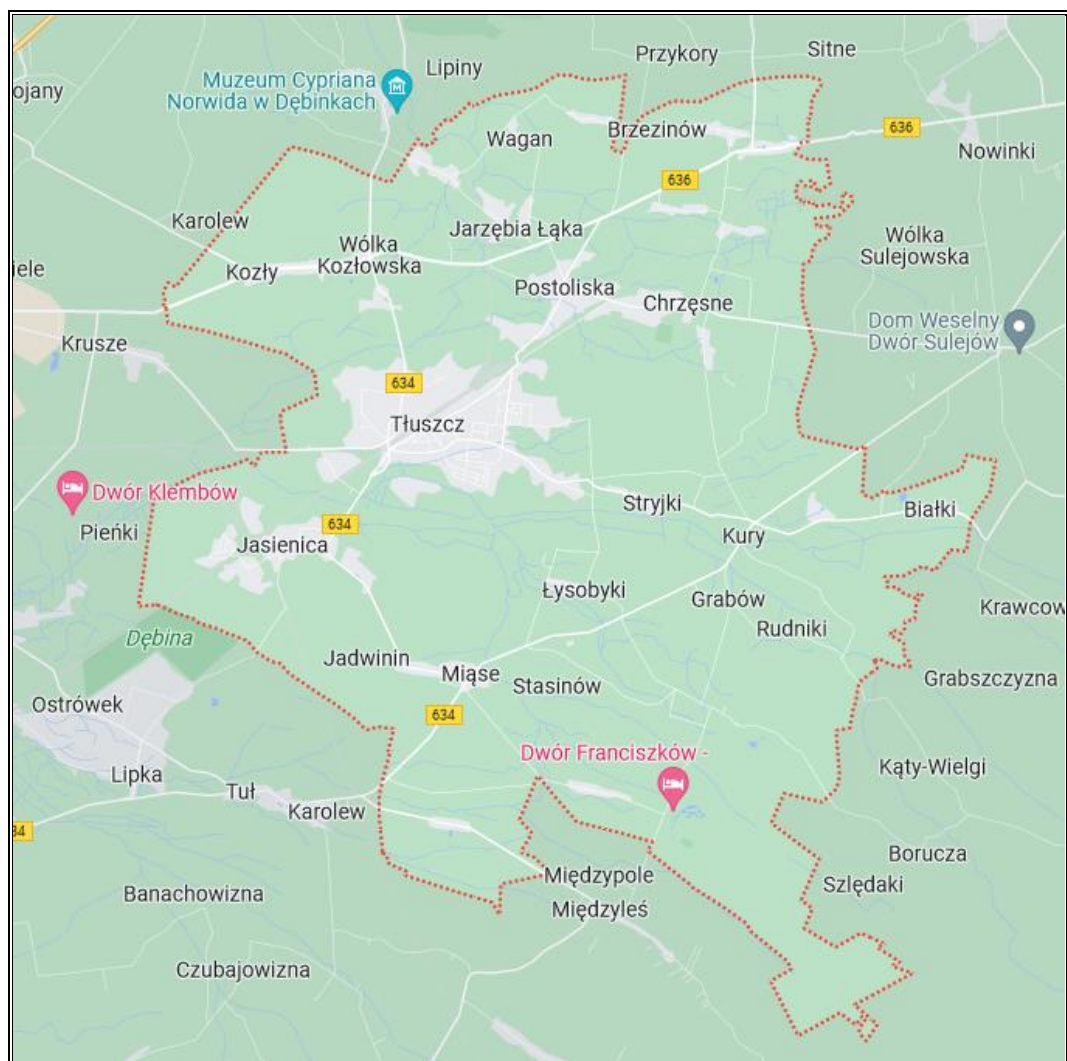 Przykory
Sitne
Lipiny
Muzeum Cypriana
Norwida w Dębinkach
ojany
Wagan
Brzezinów
636
Nowinki
636
Karolew
Jarzębia Łąka
Wólka
Kozłowska
Wólka
Sulejowska
iele
Kozły
Postoliska
Chrzęsne
Dom Weselny
Dwór Sulejów
Krusze
634
Tłuszcz
Dwór Klembów
Pieńki
634
Stryjki
Białki
Jasienica
Kury
Łysobyki
Grabów
Krawcow
Rudniki
Dębina
Jadwinin
Miąse
Stasinów
Grabszczyzna
Ostrówek
634
Dwór Franciszków -
Lipka
Kąty-Wielgi
Tuł
Karolew
34
Borucza
Międzypole
Szlędaki
Banachowizna
Międzyleś
Czubajowizna